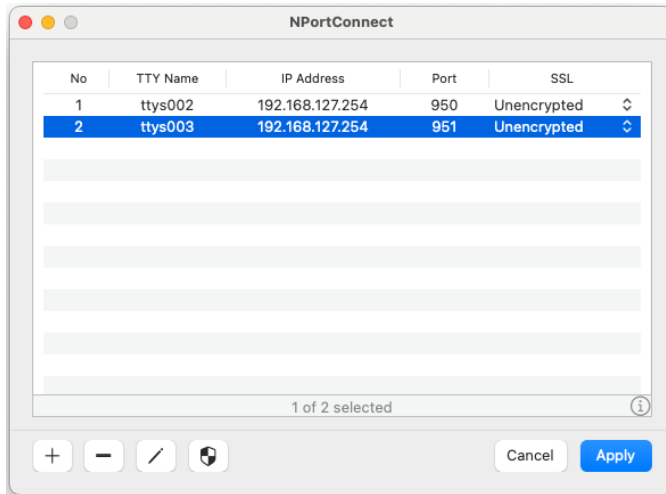 NPortConnect
No TTY Name IP Address Port SSL
1 ttys002 192.168.127.254 950 Unencrypted
2 ttys003 192.168.127.254 951 Unencrypted
1 of 2 selected
Cancel Apply